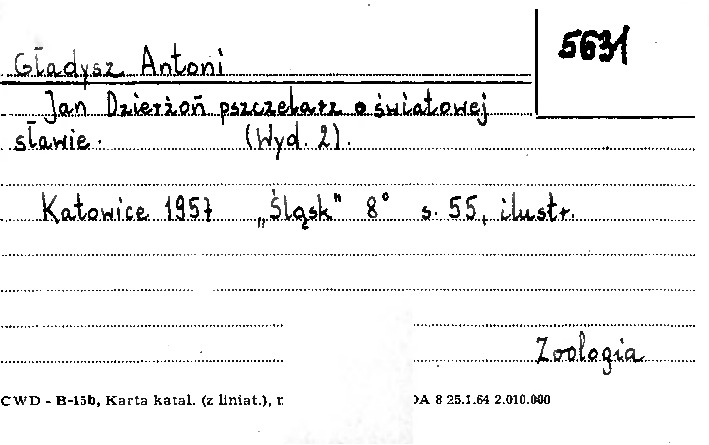 5631
Gładysz Antoni
Jan Dzierżoń pszczelarz o światowej
sławie. (Wyd. 2).
Katowice 1957 „Śląsk" 8° s. 55, ilustr.
Zoologia
CWD - B-15b, Karta katal. (z liniat.), DA 8 25.1.64 2.010.000